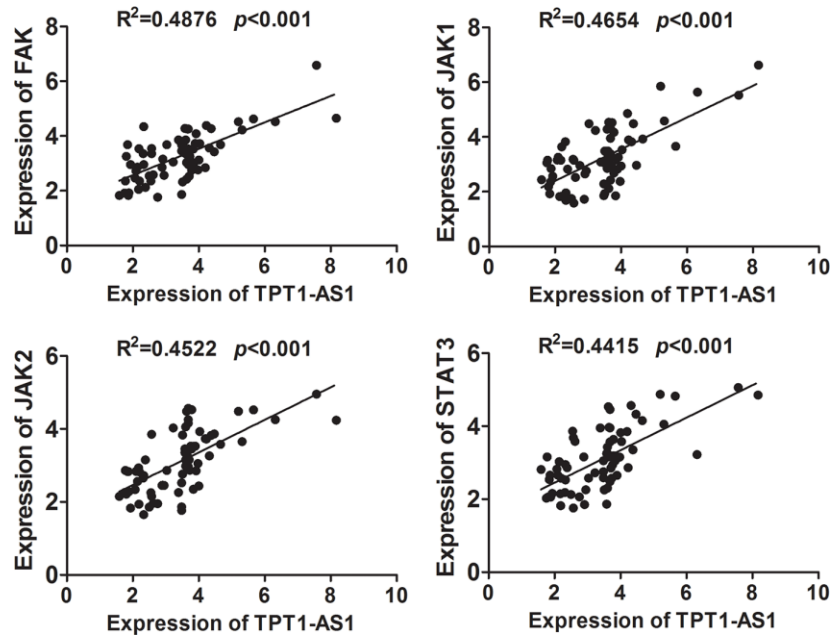 R²=0.4876 p<0.001
Expression of FAK
8
6
4
2
0
0 2 4 6 8 10
Expression of TPT1-AS1
R²=0.4654 p<0.001
Expression of JAK1
8
6
4
2
0
0 2 4 6 8 10
Expression of TPT1-AS1
R²=0.4522 p<0.001
Expression of JAK2
6
4
2
0
0 2 4 6 8 10
Expression of TPT1-AS1
R²=0.4415 p<0.001
Expression of STAT3
6
4
2
0
0 2 4 6 8 10
Expression of TPT1-AS1